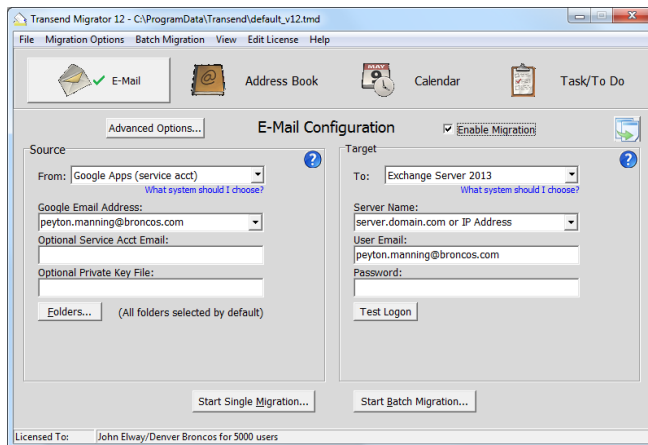 Transend Migrator 12 - C:\ProgramData\Transend\default_v12.tmd
File Migration Options Batch Migration View Edit License Help
E-Mail Address Book MAY 9 Calendar Task/To Do
Advanced Options... E-Mail Configuration Enable Migration
Source
From: Google Apps (service acct)
What system should I choose?
Google Email Address:
peyton.manning@broncos.com
Optional Service Acct Email:
Optional Private Key File:
Folders... (All folders selected by default)
Target
To: Exchange Server 2013
What system should I choose?
Server Name:
server.domain.com or IP Address
User Email:
peyton.manning@broncos.com
Password:
Test Logon
Start Single Migration... Start Batch Migration...
Licensed To: John Elway/Denver Broncos for 5000 users